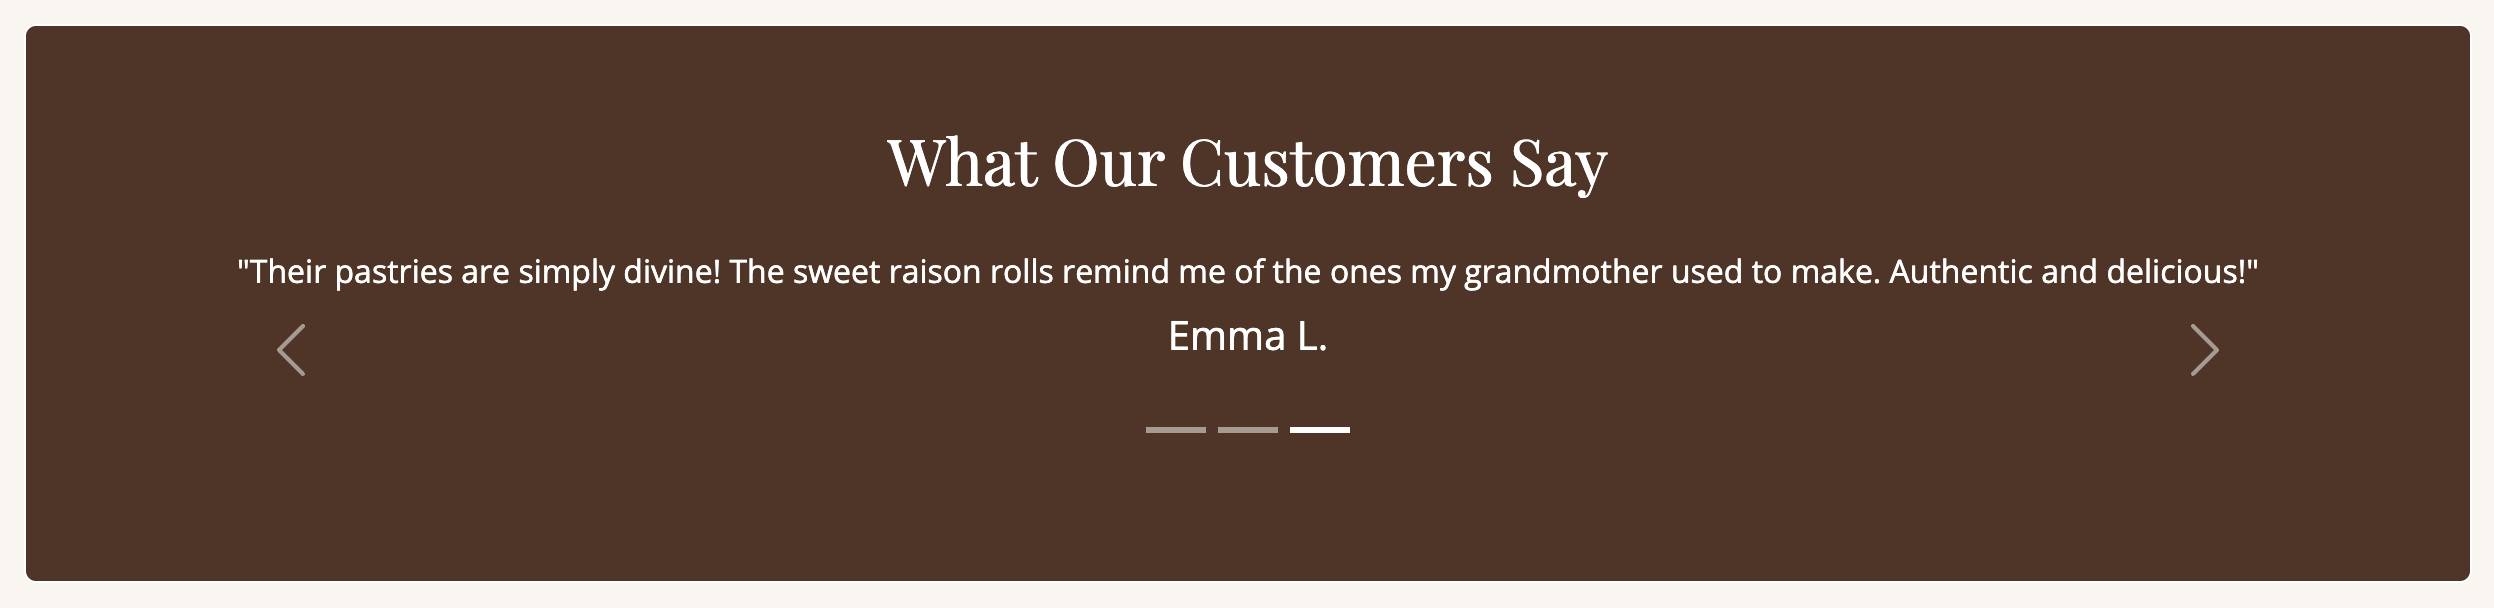 What Our Customers Say
"Their pastries are simply divine! The sweet raison rolls remind me of the ones my grandmother used to make. Authentic and delicious!"
Emma L.